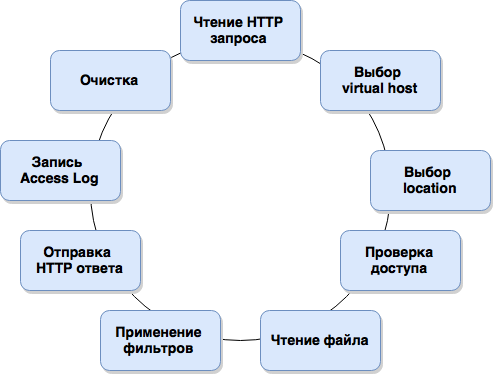 Чтение HTTP
запроса
Выбор
virtual host
Выбор
location
Проверка
доступа
Чтение файла
Применение
фильтров
Отправка
HTTP ответа
Запись
Access Log
Очистка